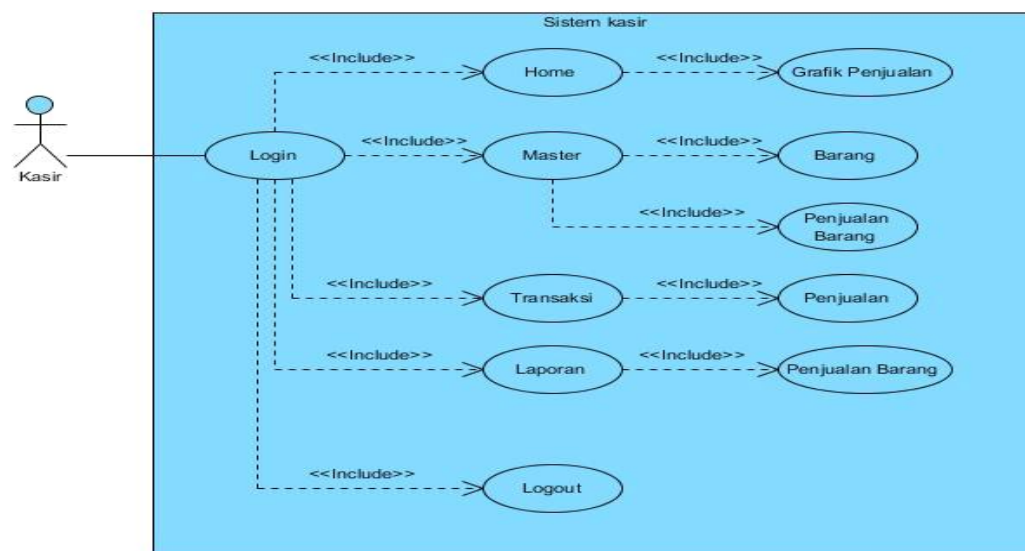 Sistem kasir
<<Include>>
Home
<<Include>>
Grafik Penjualan
Kasir
Login
<<Include>>
Master
<<Include>>
Barang
<<Include>>
Penjualan
Barang
<<Include>>
Transaksi
<<Include>>
Penjualan
<<Include>>
Laporan
<<Include>>
Penjualan Barang
<<Include>>
Logout